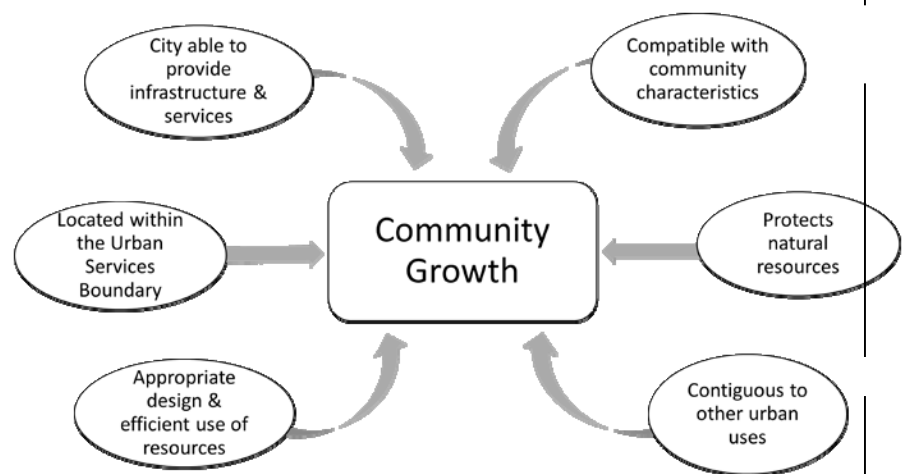 City able to
provide
infrastructure &
services
Compatible with
community
characteristics
Located within
the Urban
Services
Boundary
Community
Growth
Protects
natural
resources
Appropriate
design &
efficient use of
resources
Contiguous to
other urban
uses